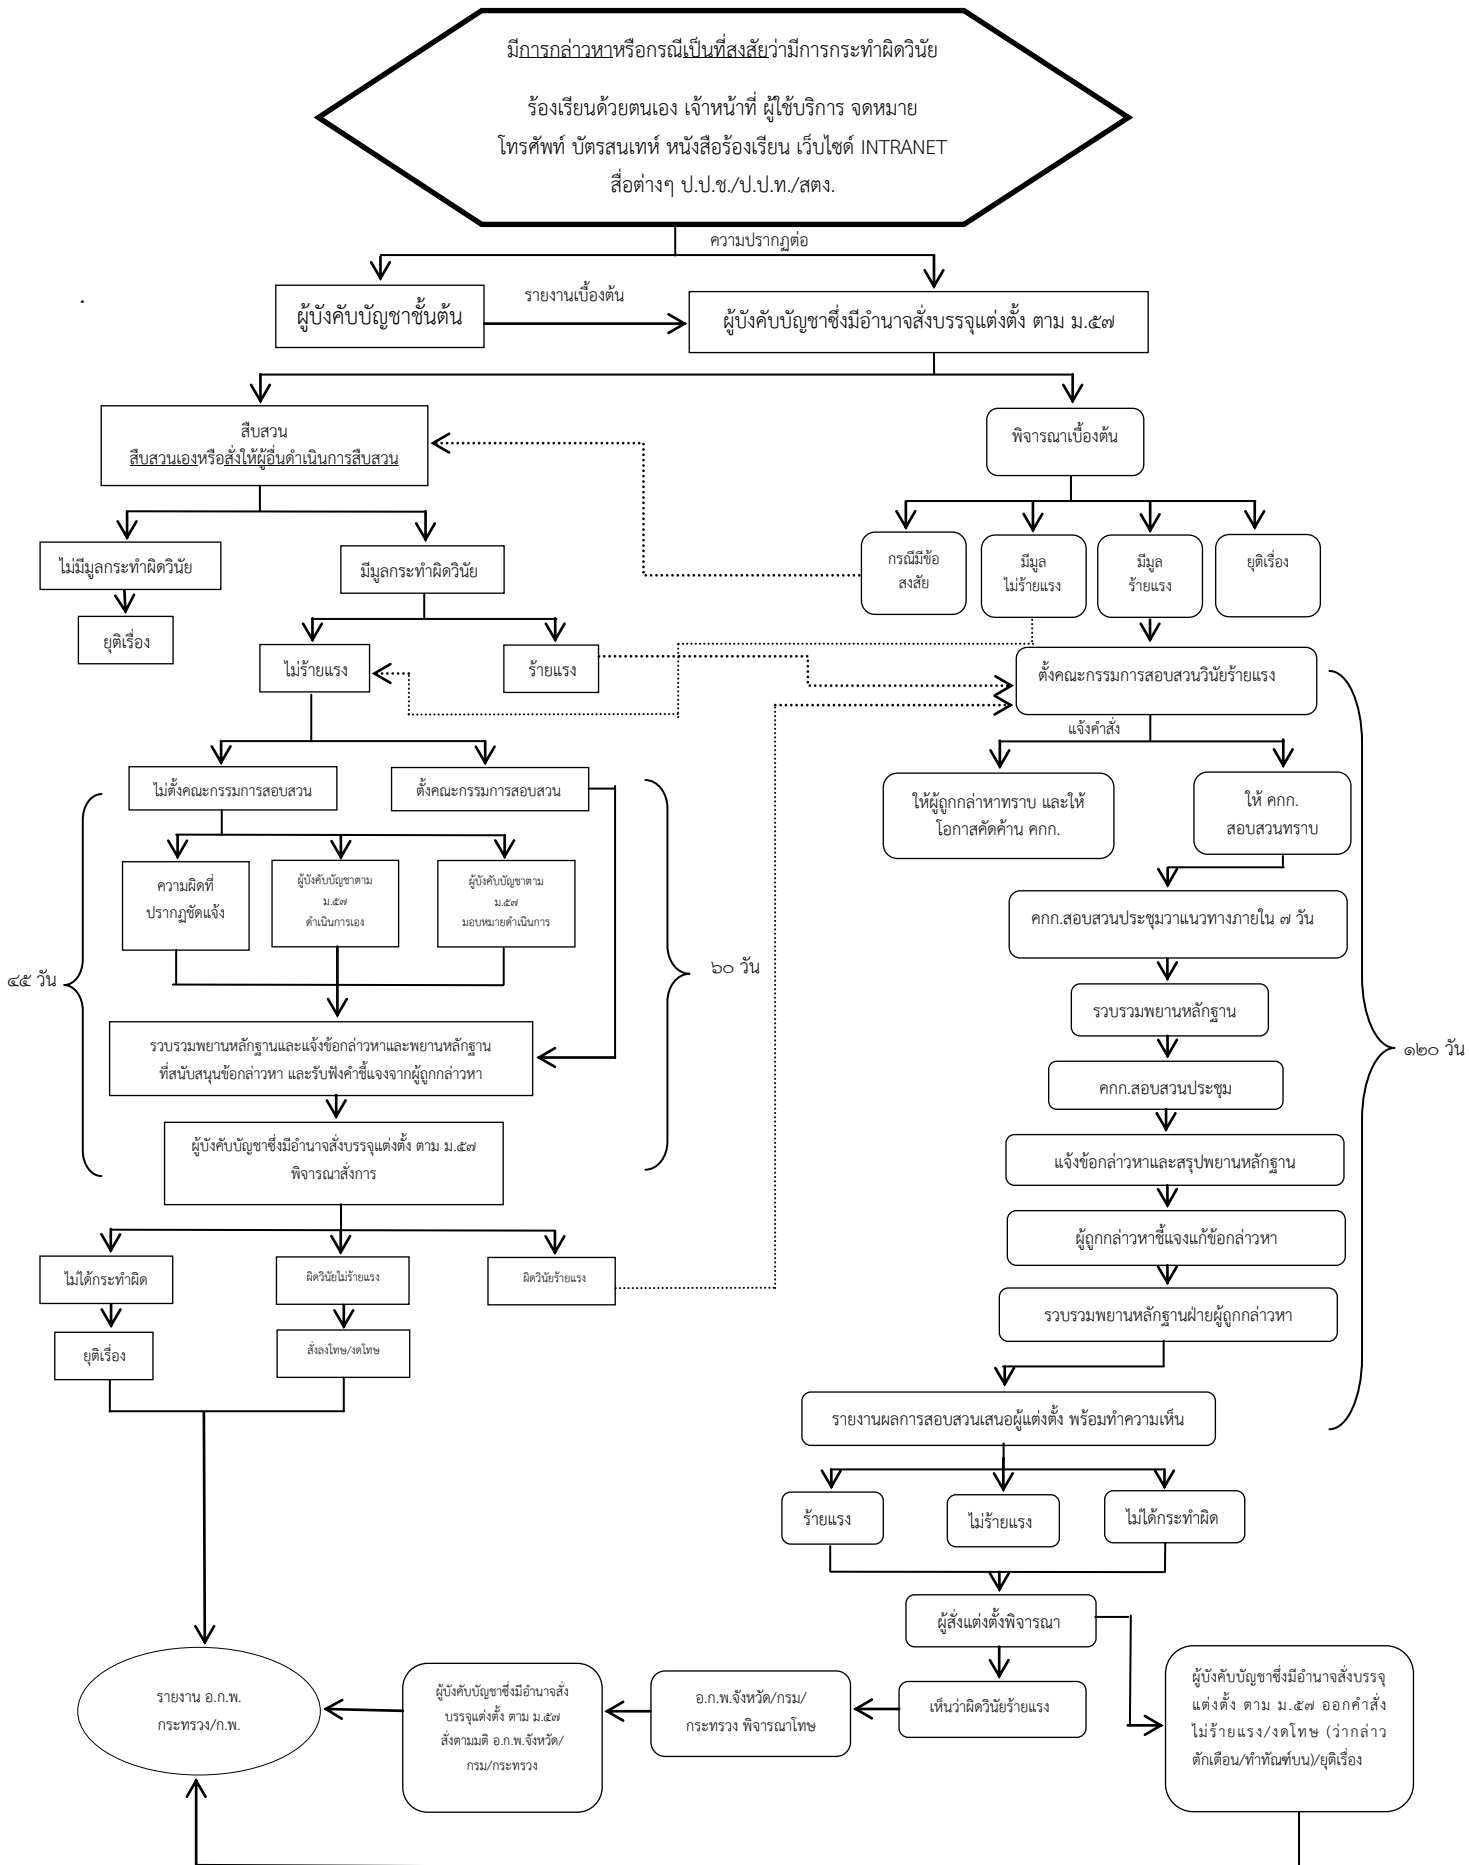 มีการกล่าวหาหรือกรณีเป็นที่สงสัยว่ามีการกระทำผิดวินัย
ร้องเรียนด้วยตนเอง เจ้าหน้าที่ ผู้ใช้บริการ จดหมาย
โทรศัพท์ บัตรสนเทห์ หนังสือร้องเรียน เว็บไซด์ INTRANET
สื่อต่างๆ ป.ป.ช./ป.ป.ท./สตง.
ความปรากฏต่อ
ผู้บังคับบัญชาชั้นต้น
รายงานเบื้องต้น
ผู้บังคับบัญชาซึ่งมีอำนาจสั่งบรรจุแต่งตั้ง ตาม ม.๕๗
สืบสวน
สืบสวนเองหรือสั่งให้ผู้อื่นดำเนินการสืบสวน
พิจารณาเบื้องต้น
ไม่มีมูลกระทำผิดวินัย
มีมูลกระทำผิดวินัย
กรณีมีข้อ
สงสัย
มีมูล
ไม่ร้ายแรง
มีมูล
ร้ายแรง
ยุติเรื่อง
ยุติเรื่อง
ไม่ร้ายแรง
ร้ายแรง
ตั้งคณะกรรมการสอบสวนวินัยร้ายแรง
แจ้งคำสั่ง
ไม่ตั้งคณะกรรมการสอบสวน
ตั้งคณะกรรมการสอบสวน
ให้ผู้ถูกกล่าหาทราบ และให้
โอกาสคัดค้าน คกก.
ให้ คกก.
สอบสวนทราบ
ความผิดที่
ปรากฏชัดแจ้ง
ผู้บังคับบัญชาตาม
ม.๕๗
ดำเนินการเอง
ผู้บังคับบัญชาตาม
ม.๕๗
มอบหมายดำเนินการ
คกก.สอบสวนประชุมวาแนวทางภายใน ๗ วัน
๔๕ วัน
๖๐ วัน
รวบรวมพยานหลักฐาน
๑๒๐ วัน
รวบรวมพยานหลักฐานและแจ้งข้อกล่าวหาและพยานหลักฐาน
ที่สนับสนุนข้อกล่าวหา และรับฟังคำชี้แจงจากผู้ถูกกล่าวหา
คกก.สอบสวนประชุม
ผู้บังคับบัญชาซึ่งมีอำนาจสั่งบรรจุแต่งตั้ง ตาม ม.๕๗
พิจารณาสั่งการ
แจ้งข้อกล่าวหาและสรุปพยานหลักฐาน
ผู้ถูกกล่าวหาชี้แจงแก้ข้อกล่าวหา
ไม่ได้กระทำผิด
ผิดวินัยไม่ร้ายแรง
ผิดวินัยร้ายแรง
รวบรวมพยานหลักฐานฝ่ายผู้ถูกกล่าวหา
ยุติเรื่อง
สั่งลงโทษ/งดโทษ
รายงานผลการสอบสวนเสนอผู้แต่งตั้ง พร้อมทำความเห็น
ร้ายแรง
ไม่ร้ายแรง
ไม่ได้กระทำผิด
ผู้สั่งแต่งตั้งพิจารณา
รายงาน อ.ก.พ.
กระทรวง/ก.พ.
ผู้บังคับบัญชาซึ่งมีอำนาจสั่ง
บรรจุแต่งตั้ง ตาม ม.๕๗
สั่งตามมติ อ.ก.พ.จังหวัด/
กรม/กระทรวง
อ.ก.พ.จังหวัด/กรม/
กระทรวง พิจารณาโทษ
เห็นว่าผิดวินัยร้ายแรง
ผู้บังคับบัญชาซึ่งมีอำนาจสั่งบรรจุ
แต่งตั้ง ตาม ม.๕๗ ออกคำสั่ง
ไม่ร้ายแรง/งดโทษ (ว่ากล่าว
ตักเตือน/ทำทัณฑ์บน)/ยุติเรื่อง